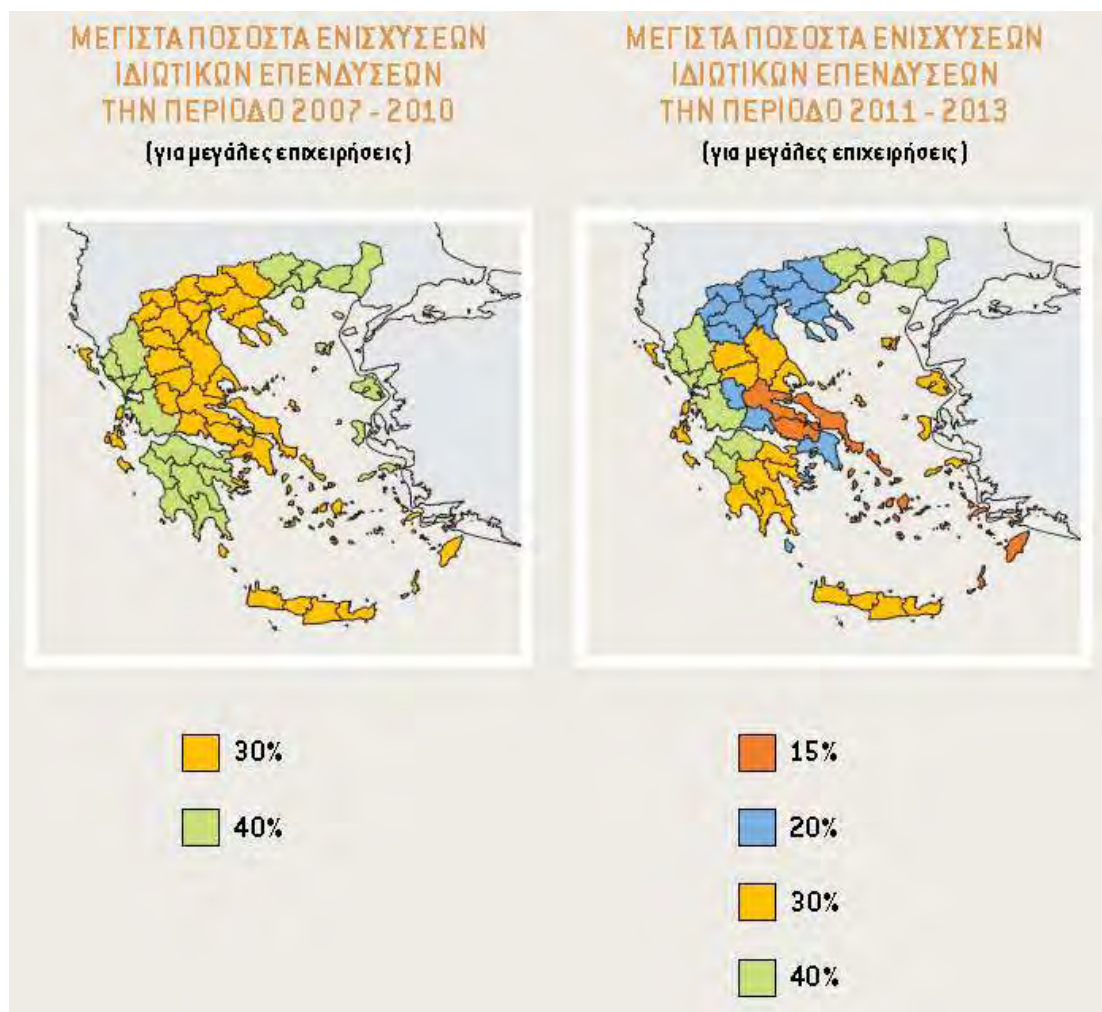 ΜΕΓΙΣΤΑ ΠΟΣΟΣΤΑ ΕΝΙΣΧΥΣΕΩΝ
ΙΔΙΩΤΙΚΩΝ ΕΠΕΝΔΥΣΕΩΝ
ΤΗΝ ΠΕΡΙΟΔΟ 2007 - 2010
(για μεγάλες επιχειρήσεις)
30%
40%
ΜΕΓΙΣΤΑ ΠΟΣΟΣΤΑ ΕΝΙΣΧΥΣΕΩΝ
ΙΔΙΩΤΙΚΩΝ ΕΠΕΝΔΥΣΕΩΝ
ΤΗΝ ΠΕΡΙΟΔΟ 2011 - 2013
(για μεγάλες επιχειρήσεις)
15%
20%
30%
40%